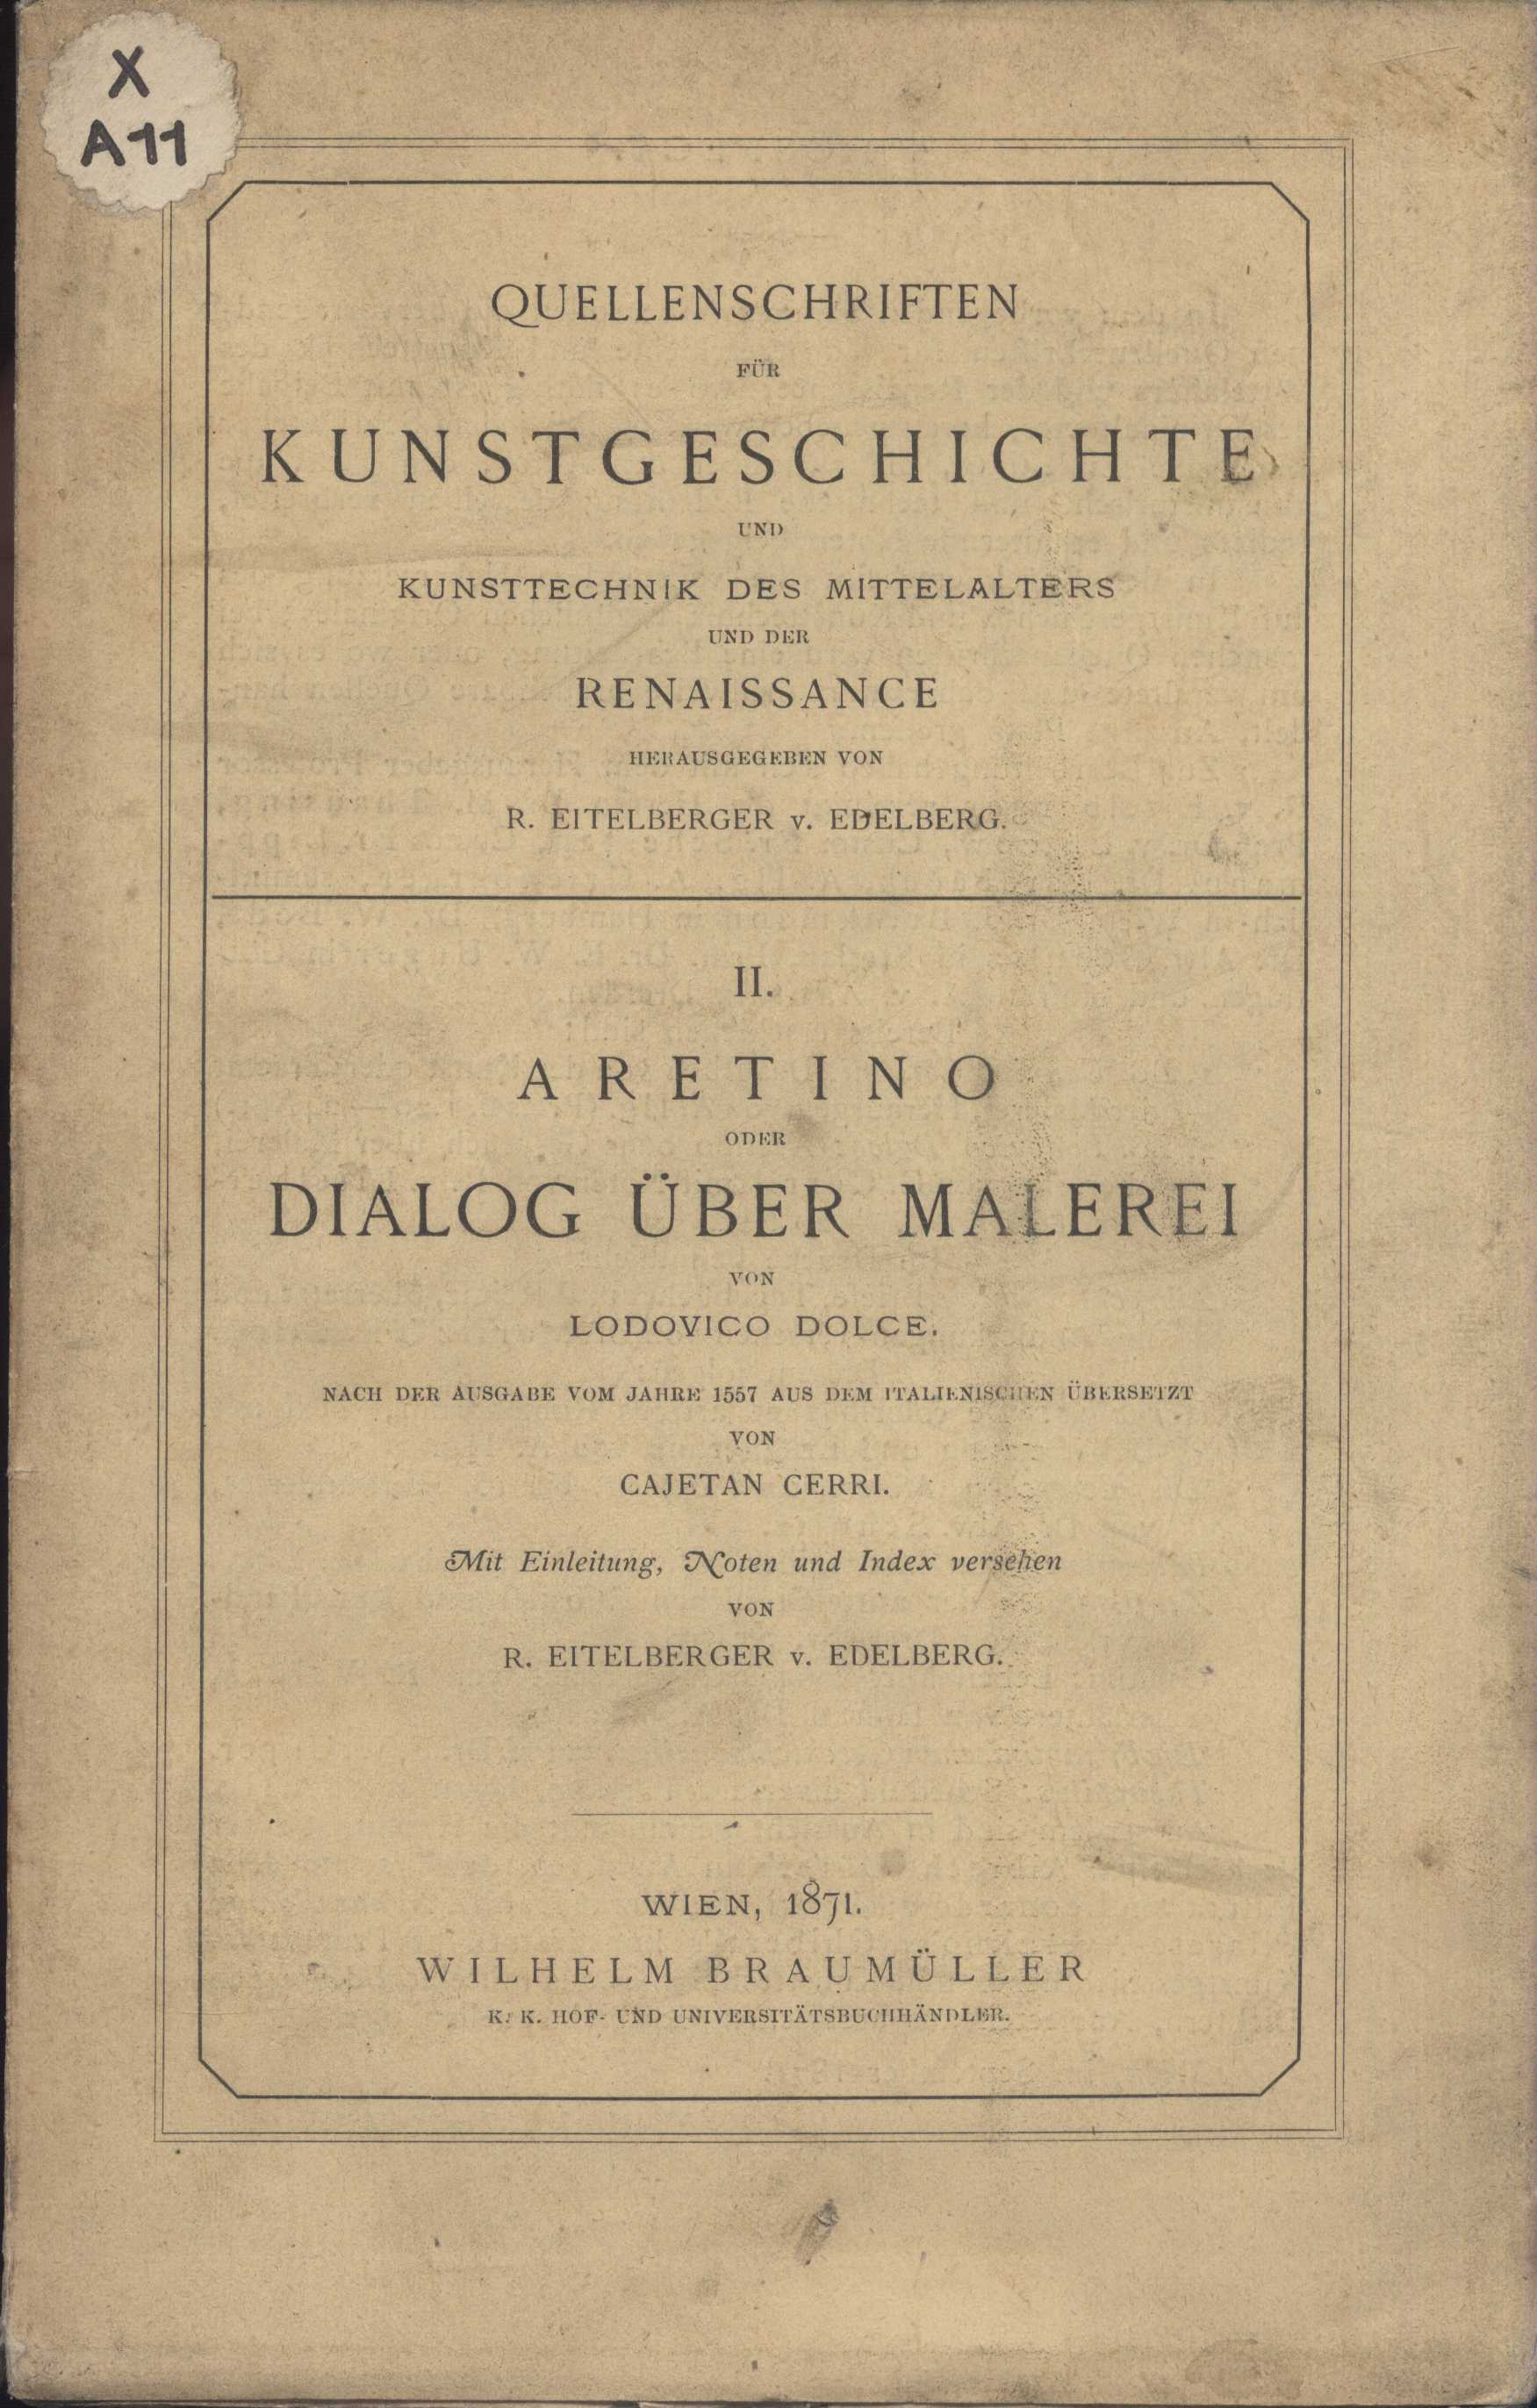 X
A11
QUELLENSCHRIFTEN
FÜR
KUNSTGESCHICHTE
UND
KUNSTTECHNIK DES MITTELALTERS
UND DER
RENAISSANCE
HERAUSGEGEBEN VON
R. EITELBERGER v. EDELBERG.
II.
ARETINO
ODER
DIALOG ÜBER MALEREI
VON
LODOVICO DOLCE.
NACH DER AUSGABE VOM JAHRE 1557 AUS DEM ITALIENISCHEN ÜBERSETZT
VON
CAJETAN CERRI.
Mit Einleitung, Noten und Index versehen
VON
R. EITELBERGER v. EDELBERG.
WIEN, 1871.
WILHELM BRAUMÜLLER
K. K. HOF- UND UNIVERSITÄTSBUCHHÄNDLER.